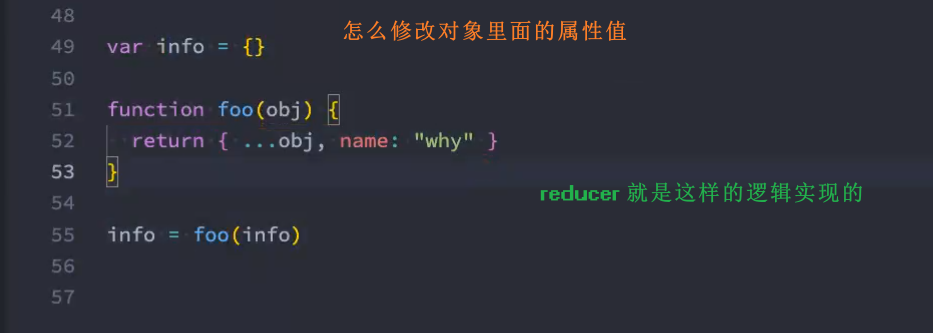 48
怎么修改对象里面的属性值
49 var info = {}
50
51 function foo(obj) {
52   return { ...obj, name: "why" }
53 }
reducer 就是这样的逻辑实现的
54
55 info = foo(info)
56
57